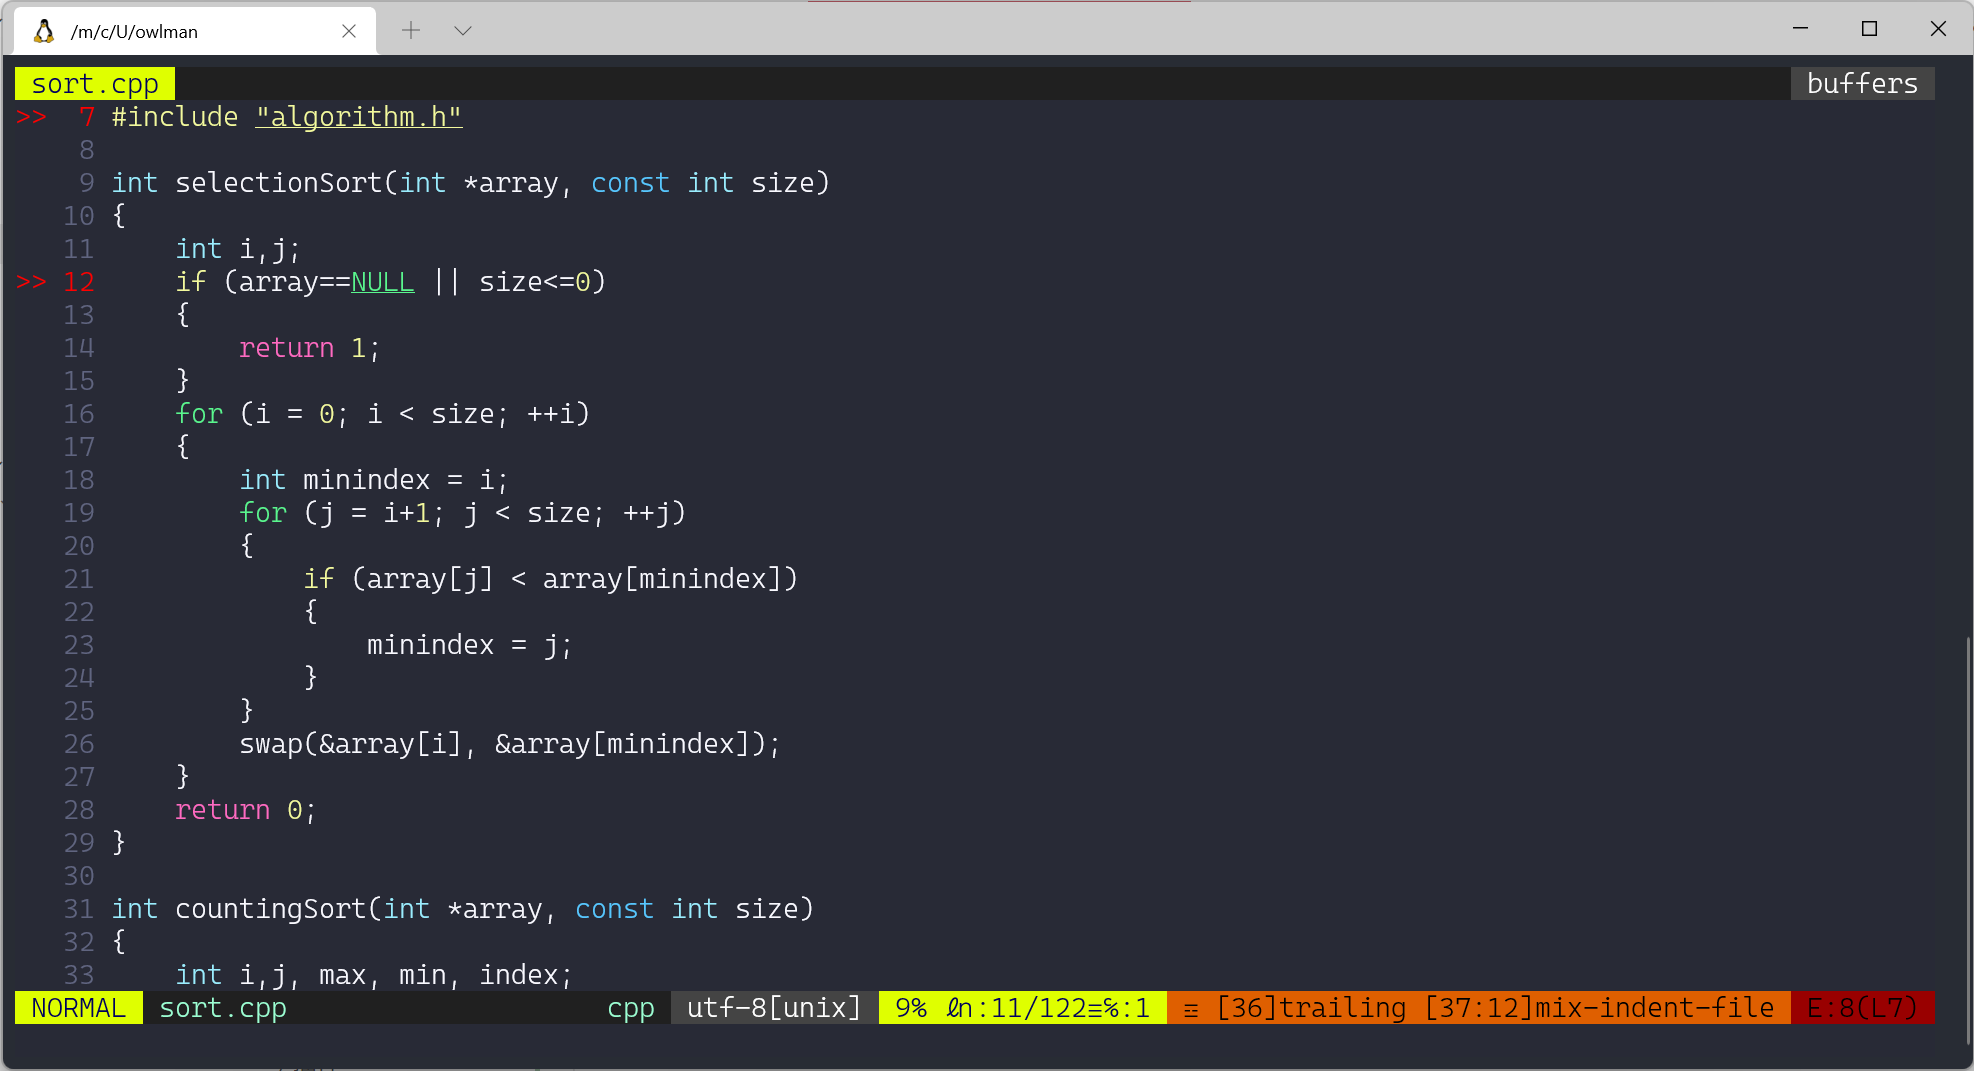 /m/c/U/owlman
sort.cpp buffers
>> 7 #include "algorithm.h"
8
9 int selectionSort(int *array, const int size)
10 {
11     int i,j;
>> 12     if (array==NULL || size<=0)
13     {
14         return 1;
15     }
16     for (i = 0; i < size; ++i)
17     {
18         int minindex = i;
19         for (j = i+1; j < size; ++j)
20         {
21             if (array[j] < array[minindex])
22             {
23                 minindex = j;
24             }
25         }
26         swap(&array[i], &array[minindex]);
27     }
28     return 0;
29 }
30
31 int countingSort(int *array, const int size)
32 {
33     int i,j, max, min, index;
NORMAL sort.cpp cpp utf-8[unix] 9% ℓn:11/122≡℅:1 ☲ [36]trailing [37:12]mix-indent-file E:8(L7)